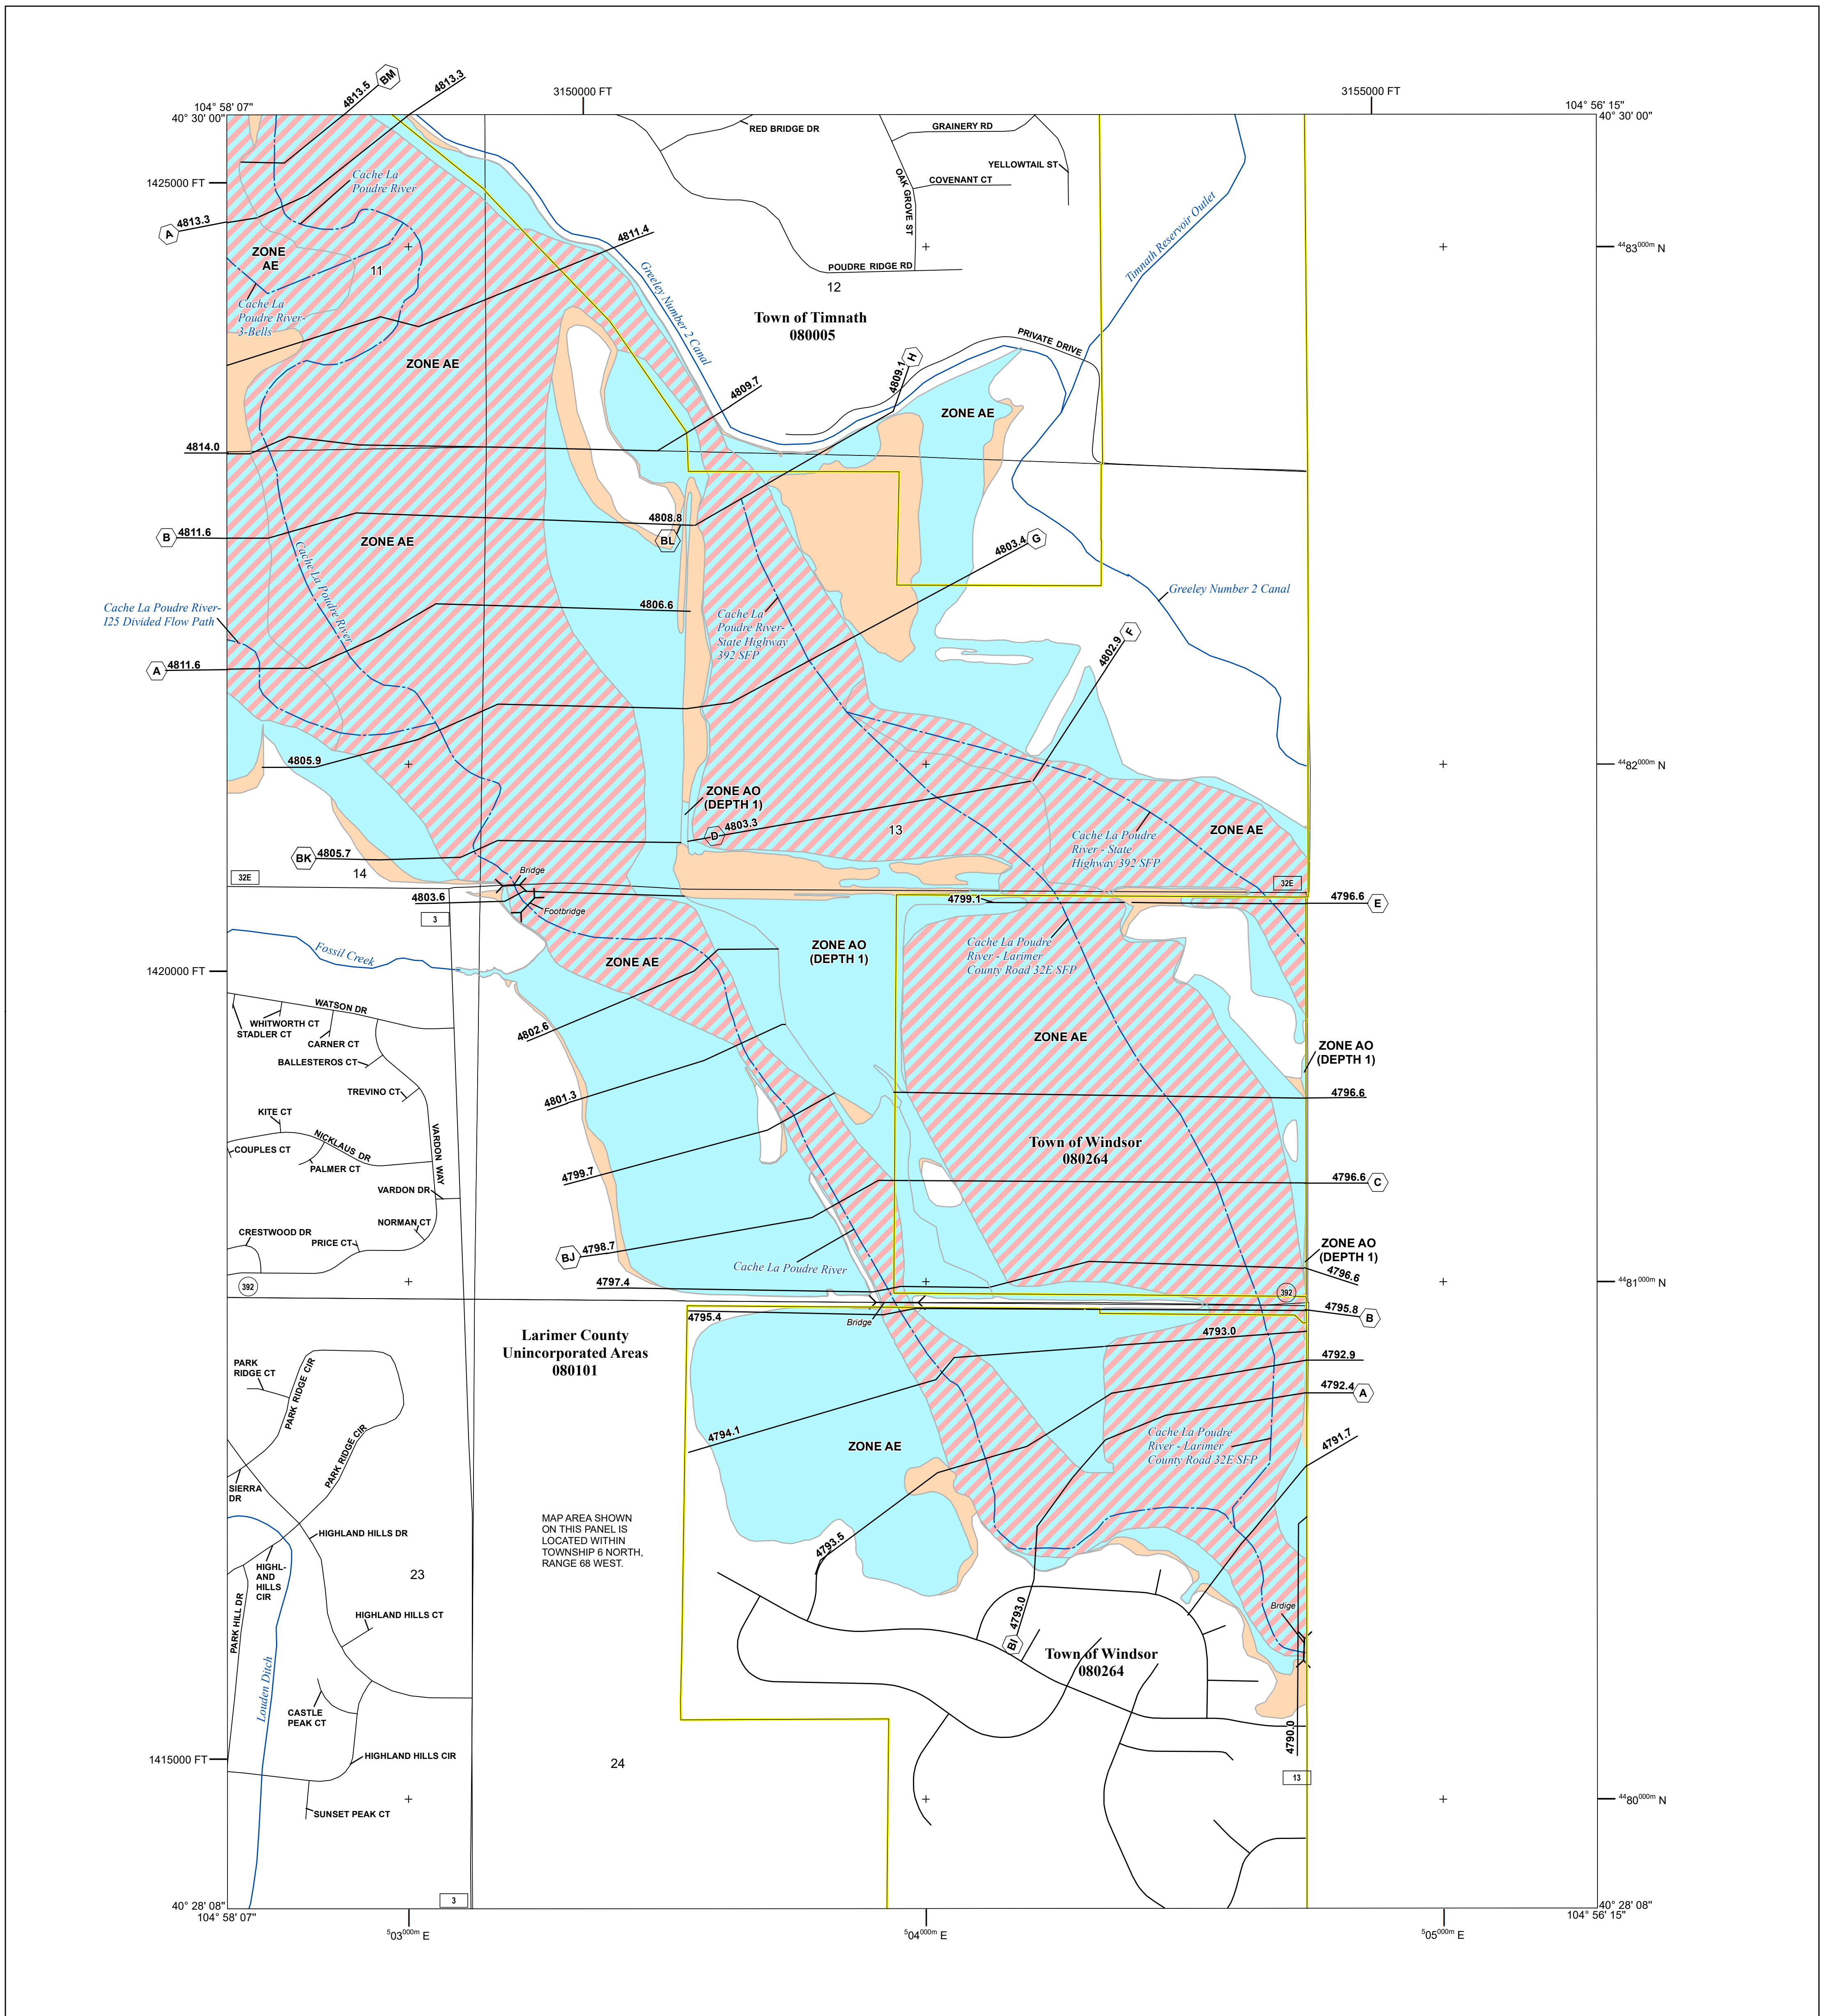 3150000 FT
3155000 FT
104° 58' 07"
40° 30' 00"
104° 56' 15"
40° 30' 00"
4813.5
BM
4813.3
1425000 FT
A
4813.3
Cache La
Poudre River
ZONE
AE
11
Cache La
Poudre River-
3-Bells
ZONE AE
4811.4
Greeley Number 2 Canal
RED BRIDGE DR
GRAINERY RD
YELLOWTAIL ST
COVENANT CT
OAK GROVE ST
POUDRE RIDGE RD
12
Town of Timnath
080005
PRIVATE DRIVE
Timnath Reservoir Outlet
4483000m N
4809.7
4809.1
H
ZONE AE
4814.0
B
4811.6
ZONE AE
4808.8
BL
4803.4
G
Cache La Poudre River
Greeley Number 2 Canal
Cache La Poudre River-
I25 Divided Flow Path
4806.6
Cache La
Poudre River-
State Highway
392 SFP
4802.9
F
A
4811.6
4805.9
4482000m N
ZONE AO
(DEPTH 1)
D
4803.3
13
Cache La Poudre
River - State
Highway 392 SFP
ZONE AE
BK
4805.7
14
32E
Bridge
32E
4803.6
Footbridge
3
4799.1
4796.6
E
Fossil Creek
1420000 FT
ZONE AE
ZONE AO
(DEPTH 1)
Cache La Poudre
River - Larimer
County Road 32E SFP
WATSON DR
WHITWORTH CT
STADLER CT
CARNER CT
BALLESTEROS CT
TREVINO CT
4802.6
ZONE AE
ZONE AO
(DEPTH 1)
4801.3
4796.6
KITE CT
NICKLAUS DR
COUPLES CT
PALMER CT
VARDON WAY
VARDON DR
4799.7
Town of Windsor
080264
4796.6
C
NORMAN CT
CRESTWOOD DR
PRICE CT
BJ
4798.7
Cache La Poudre River
ZONE AO
(DEPTH 1)
4796.6
392
4797.4
392
4481000m N
4795.4
Bridge
4795.8
B
Larimer County
Unincorporated Areas
080101
4793.0
4792.9
4792.4
A
PARK
RIDGE CT
PARK RIDGE CIR
PARK RIDGE CIR
4794.1
ZONE AE
Cache La Poudre
River - Larimer
County Road 32E SFP
4791.7
SIERRA
DR
HIGHLAND HILLS DR
MAP AREA SHOWN
ON THIS PANEL IS
LOCATED WITHIN
TOWNSHIP 6 NORTH,
RANGE 68 WEST.
4793.5
HIGHL-
AND
HILLS
CIR
23
PARK HILL DR
HIGHLAND HILLS CT
4793.0
BI
Brdige
Town of Windsor
080264
Louden Ditch
CASTLE
PEAK CT
4790.0
1415000 FT
HIGHLAND HILLS CIR
24
13
SUNSET PEAK CT
4480000m N
3
40° 28' 08"
104° 58' 07"
40° 28' 08"
104° 56' 15"
503000m E
504000m E
505000m E